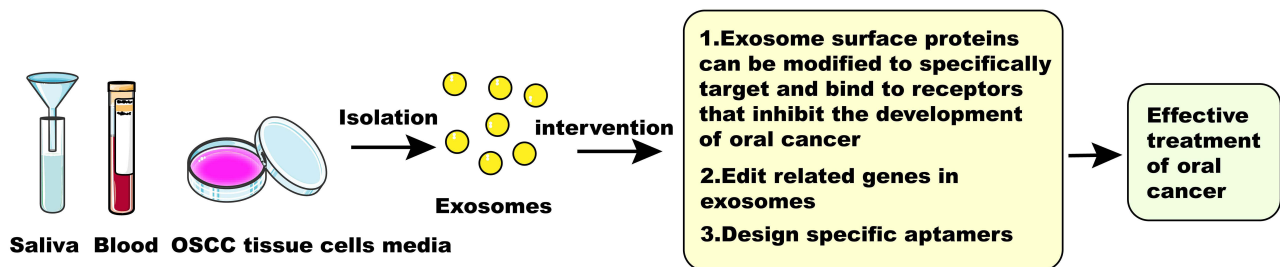 Saliva
Blood
OSCC tissue cells media
Isolation
Exosomes
intervention
1.Exosome surface proteins
can be modified to specifically
target and bind to receptors
that inhibit the development
of oral cancer
2.Edit related genes in
exosomes
3.Design specific aptamers
Effective
treatment
of oral
cancer